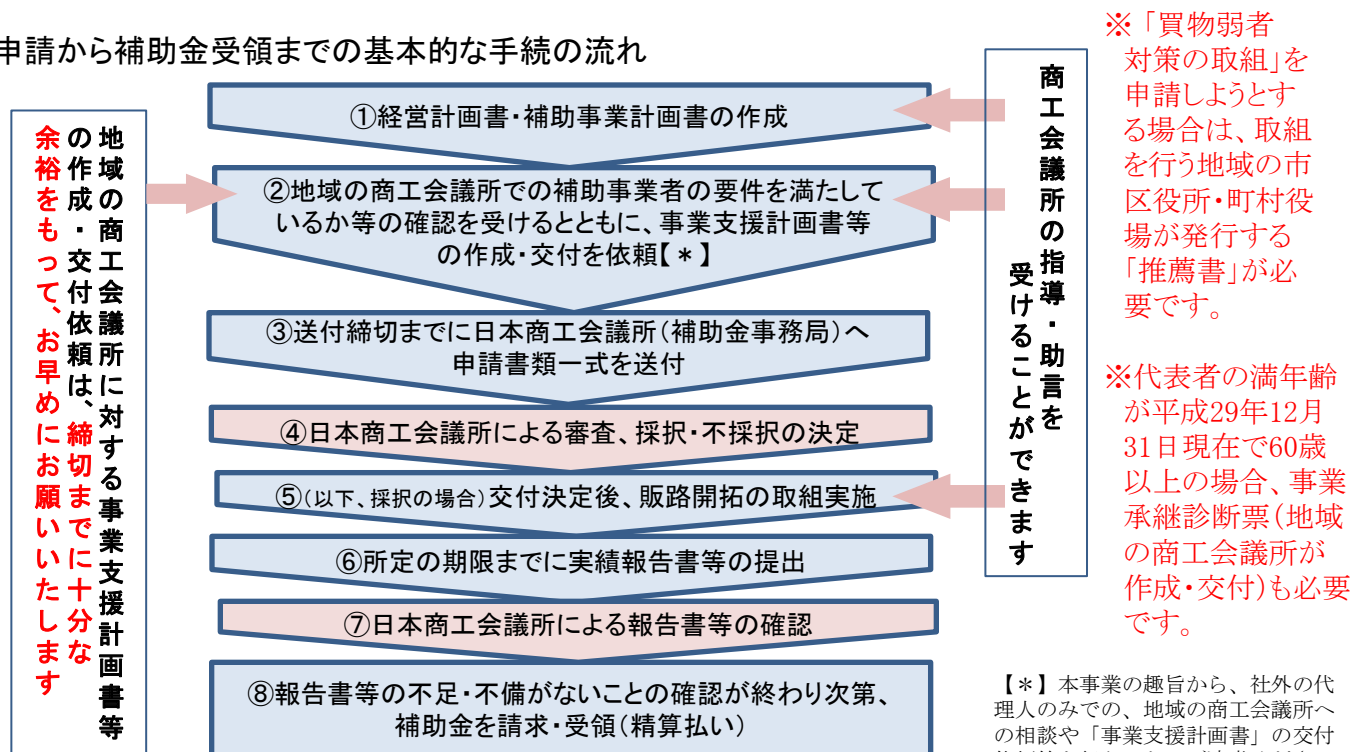 申請から補助金受領までの基本的な手続の流れ
地域の商工会議所に対する事業支援計画書等
の作成・交付依頼は、締切までに十分な
余裕をもって、お早めにお願いいたします
①経営計画書・補助事業計画書の作成
②地域の商工会議所での補助事業者の要件を満たして
いるか等の確認を受けるとともに、事業支援計画書等
の作成・交付を依頼【*】
③送付締切までに日本商工会議所(補助金事務局)へ
申請書類一式を送付
④日本商工会議所による審査、採択・不採択の決定
⑤(以下、採択の場合)交付決定後、販路開拓の取組実施
⑥所定の期限までに実績報告書等の提出
⑦日本商工会議所による報告書等の確認
⑧報告書等の不足・不備がないことの確認が終わり次第、
補助金を請求・受領(精算払い)
商工会議所の指導・助言を
受けることができます
※「買物弱者
対策の取組」を
申請しようとす
る場合は、取組
を行う地域の市
区役所・町村役
場が発行する
「推薦書」が必
要です。
※代表者の満年齢
が平成29年12月
31日現在で60歳
以上の場合、事業
承継診断票(地域
の商工会議所が
作成・交付)も必要
です。
【*】本事業の趣旨から、社外の代
理人のみでの、地域の商工会議所へ
の相談や「事業支援計画書」の交付